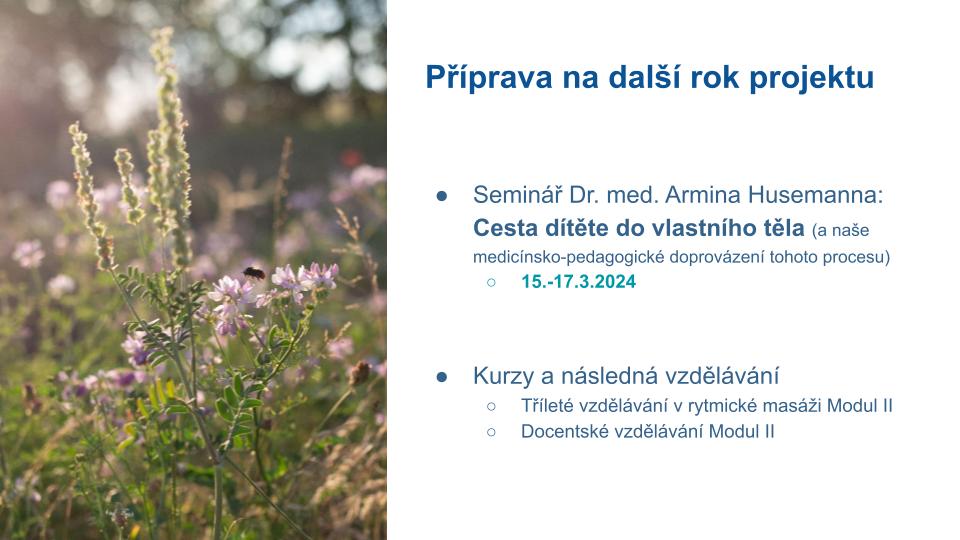 Příprava na další rok projektu
● Seminář Dr. med. Armina Husemanna:
Cesta dítěte do vlastního těla (a naše
medicínsko-pedagogické doprovázení tohoto procesu)
○ 15.-17.3.2024
● Kurzy a následná vzdělávání
○ Tříleté vzdělávání v rytmické masáži Modul II
○ Docentské vzdělávání Modul II